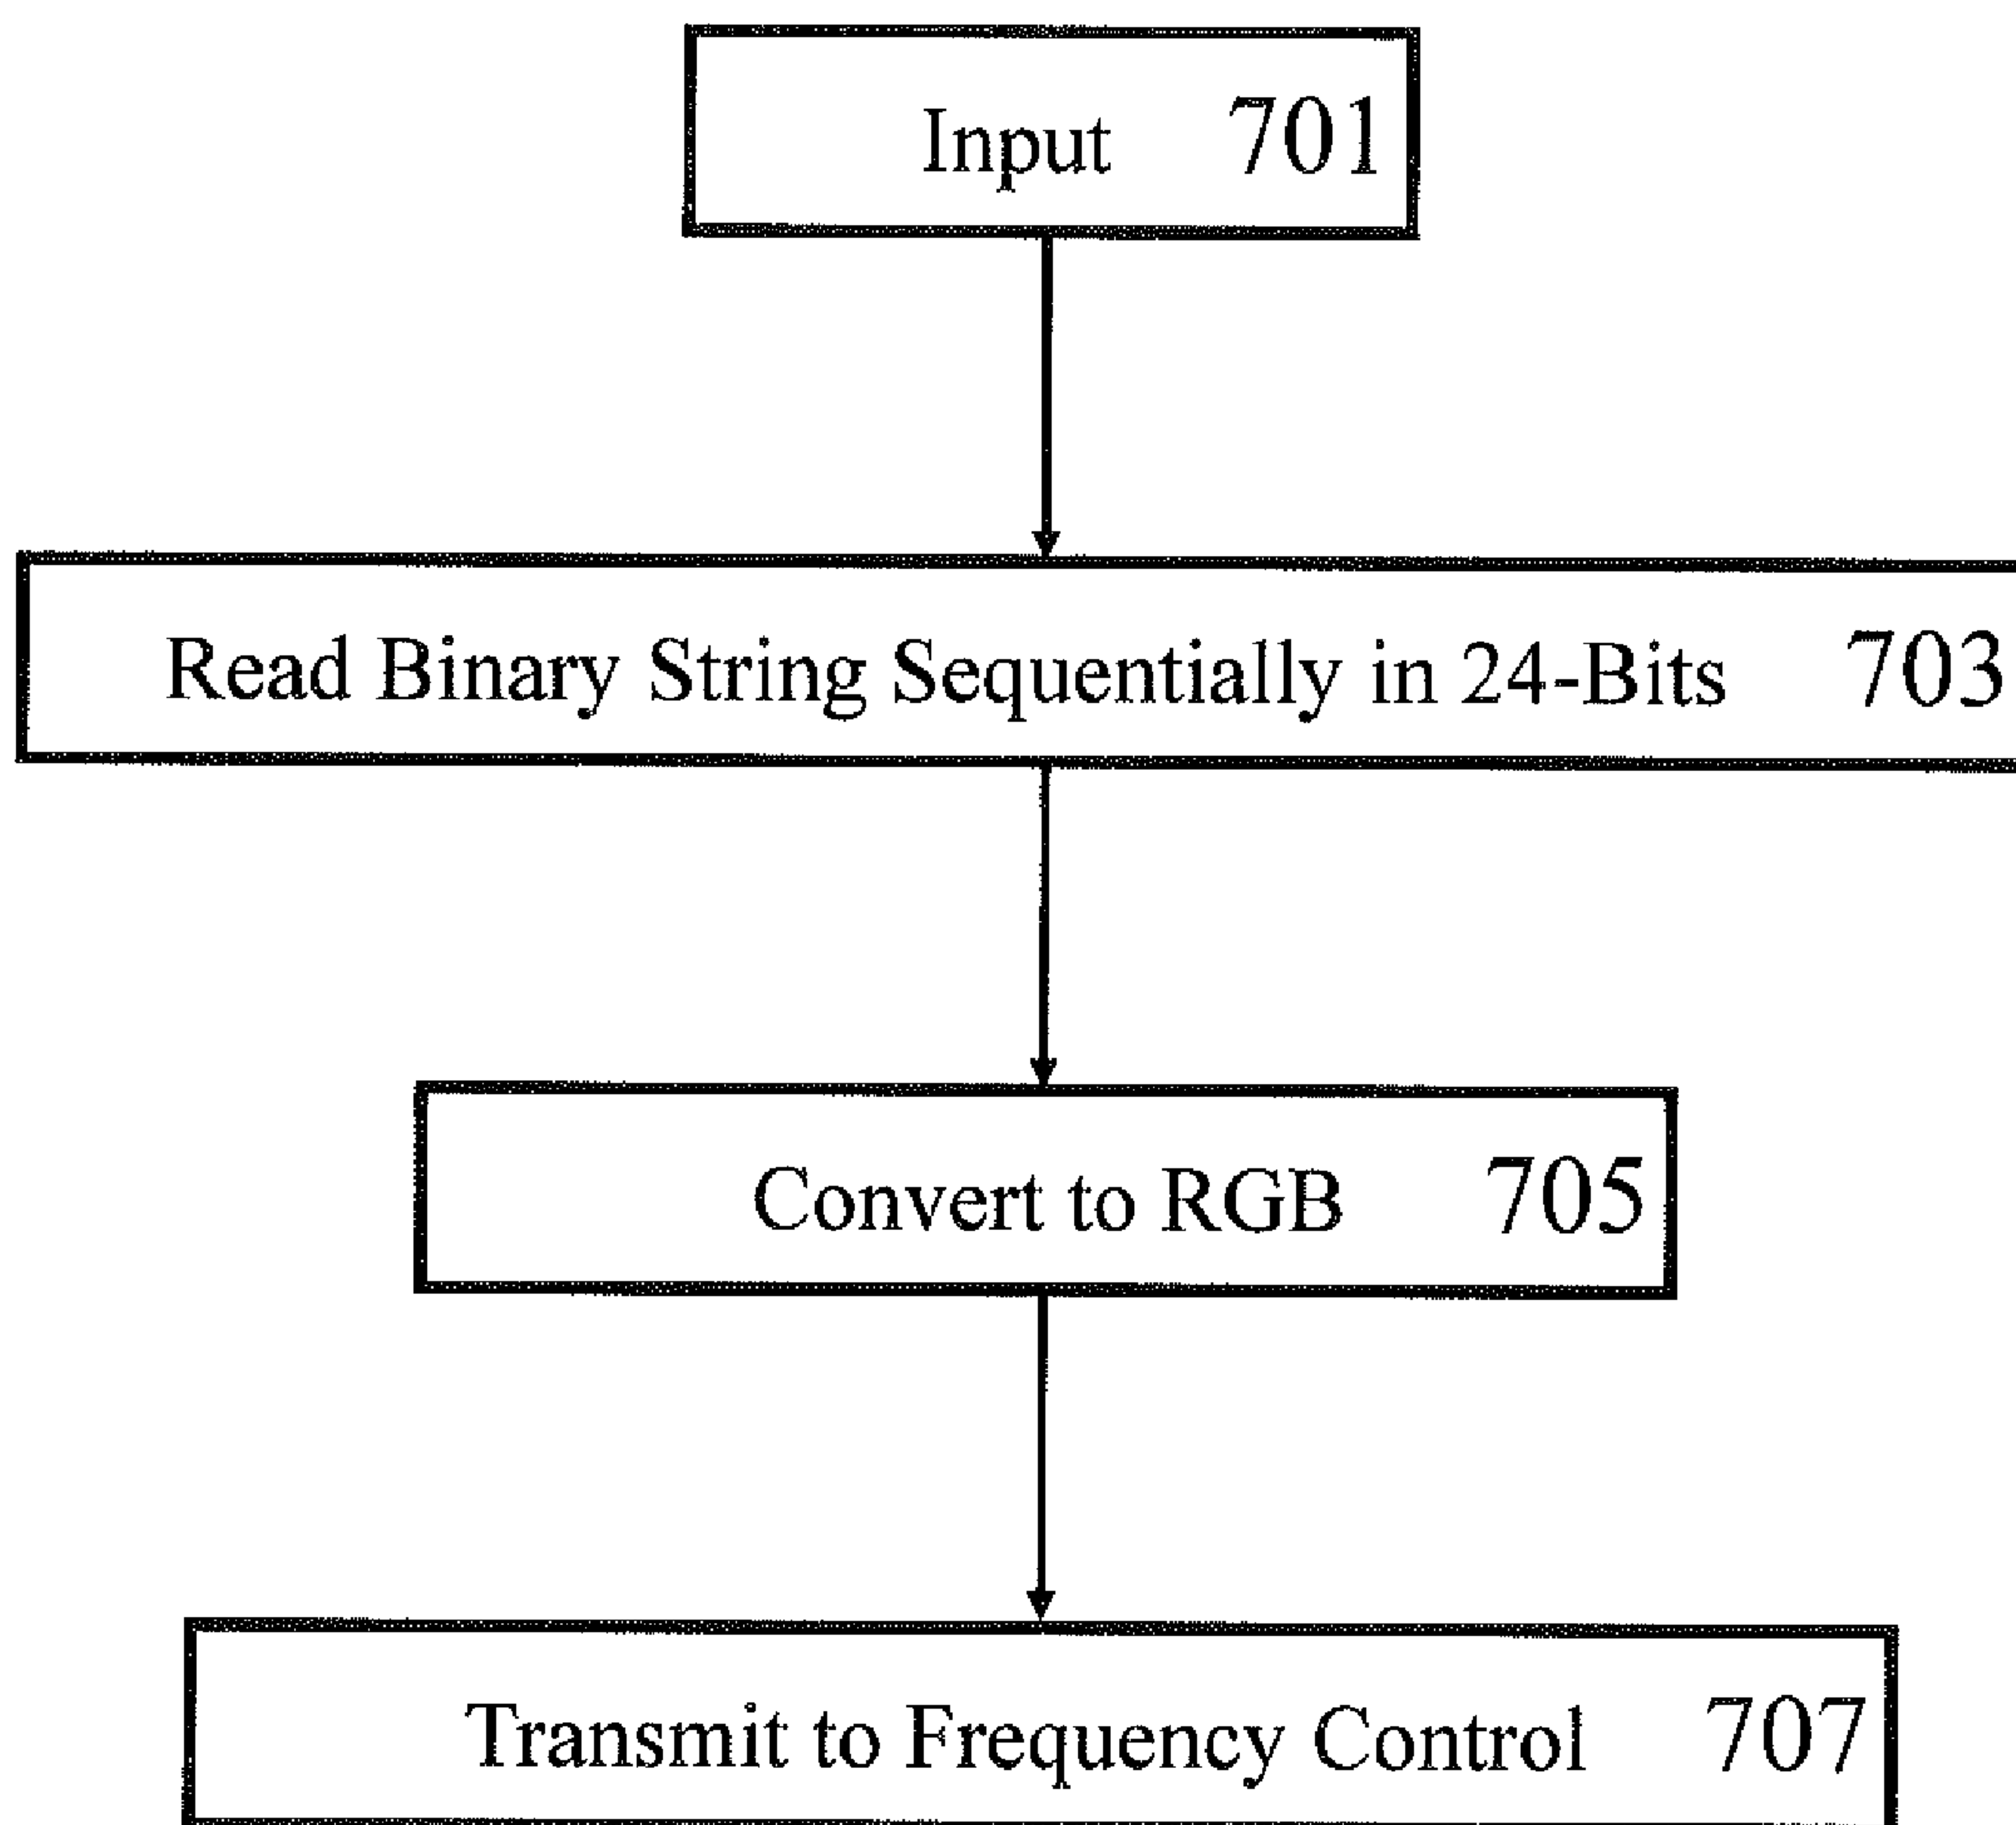 Input 701
Read Binary String Sequentially in 24-Bits 703
Convert to RGB 705
Transmit to Frequency Control 707